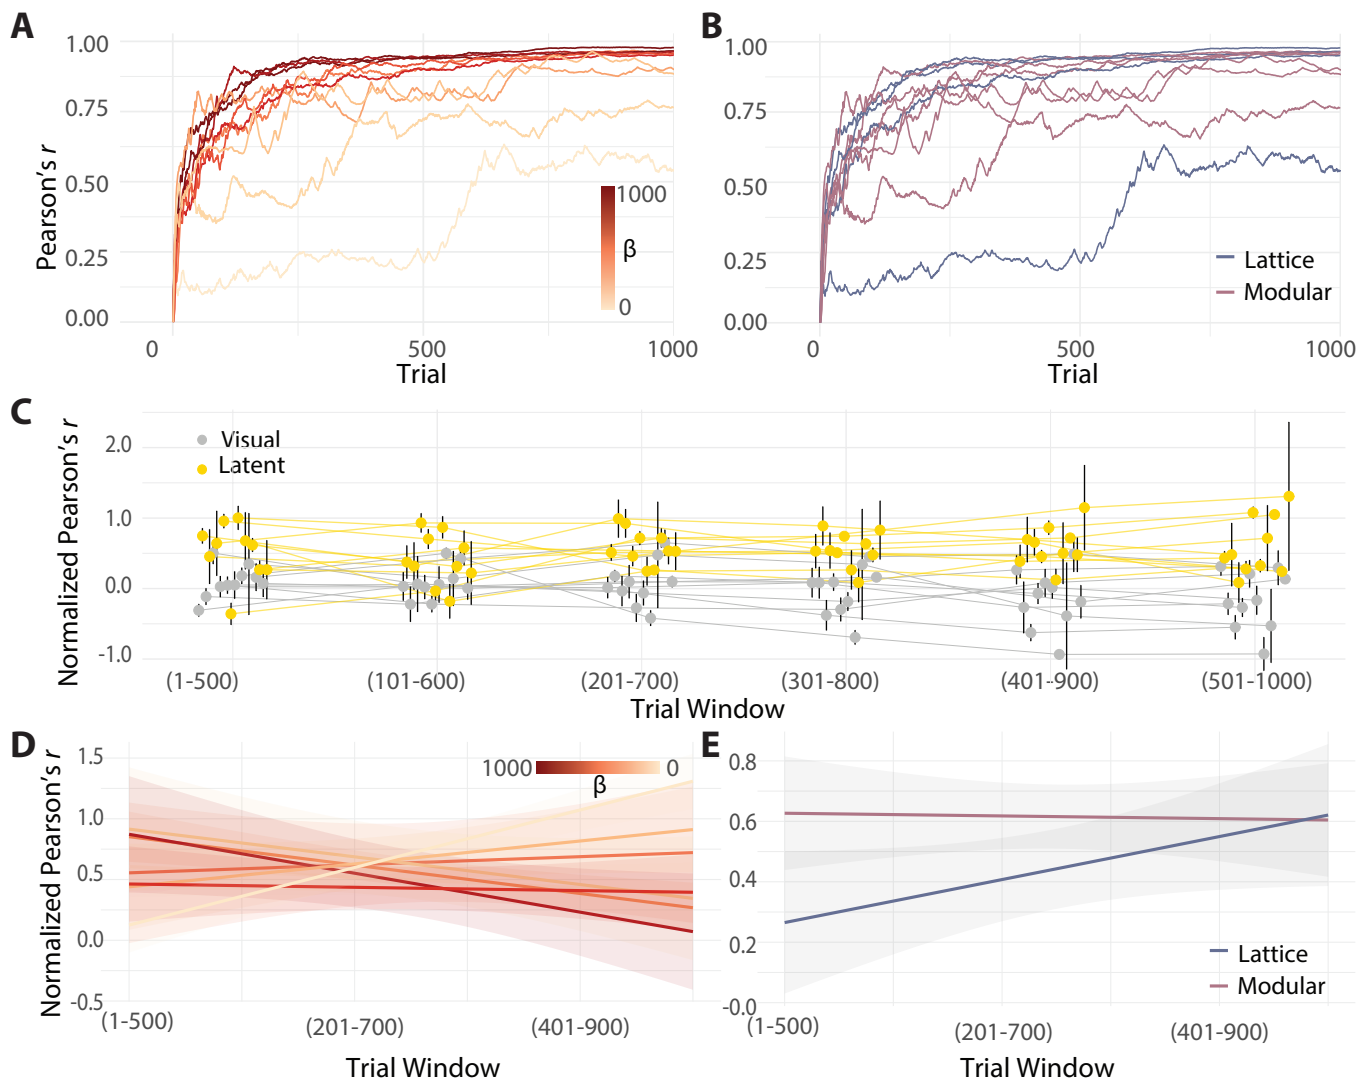 A
1.00
0.75
0.50
0.25
0.00
Pearson's r
1000
β
0
0
500
1000
Trial
B
1.00
0.75
0.50
0.25
0.00
Lattice
Modular
0
500
1000
Trial
C
Normalized Pearson's r
2.0
1.0
0.0
-1.0
Visual
Latent
(1-500)
(101-600)
(201-700)
(301-800)
(401-900)
(501-1000)
Trial Window
D
Normalized Pearson's r
1.5
1.0
0.5
0.0
-0.5
1000
0
β
(1-500)
(201-700)
(401-900)
Trial Window
E
0.8
0.6
0.4
0.2
-0.0
Lattice
Modular
(1-500)
(201-700)
(401-900)
Trial Window